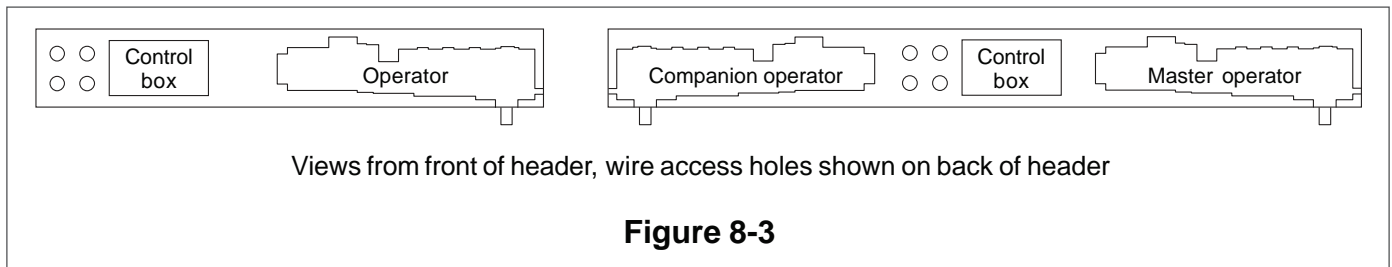 Control
box
Operator
Companion operator
Control
box
Master operator
Views from front of header, wire access holes shown on back of header
Figure 8-3